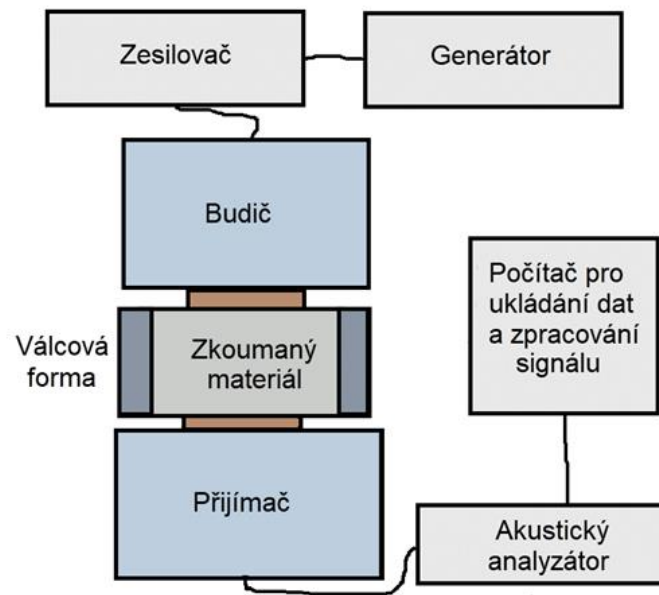 Zesilovač
Generátor
Budič
Počítač pro
ukládání dat
a zpracování
signálu
Válcová
forma
Zkoumaný
materiál
Přijímač
Akustický
analyzátor